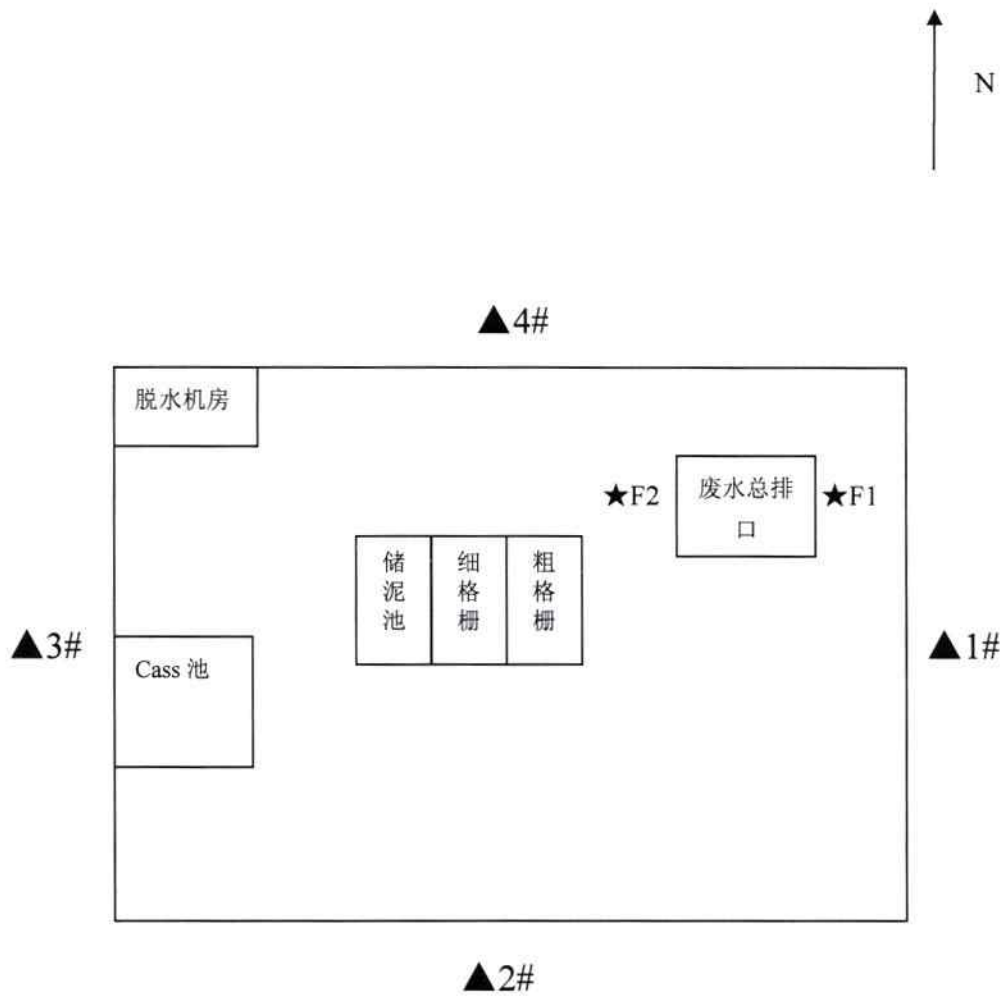 N
▲4#
脱水机房
★F2
废水总排
口
★F1
储
泥
池
细
格
栅
粗
格
栅
▲3#
Cass 池
▲1#
▲2#